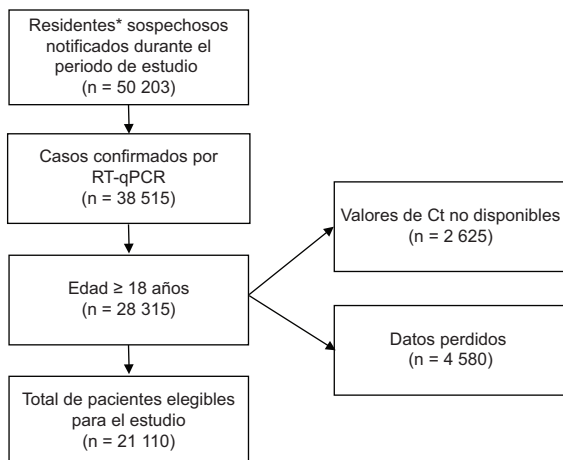 Residentes* sospechosos
notificados durante el
periodo de estudio
(n = 50 203)
Casos confirmados por
RT-qPCR
(n = 38 515)
Valores de Ct no disponibles
(n = 2 625)
Edad ≥ 18 años
(n = 28 315)
Datos perdidos
(n = 4 580)
Total de pacientes elegibles
para el estudio
(n = 21 110)